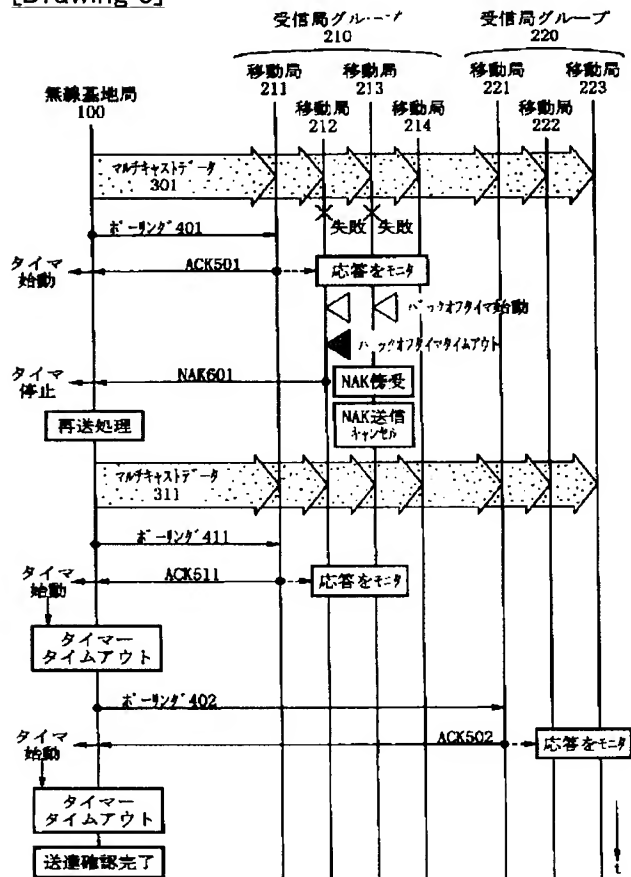 受信局グループ
210
受信局グループ
220
移動局
211
移動局
213
移動局
221
移動局
223
無線基地局
100
移動局
212
移動局
214
移動局
222
マルチキャストデータ
301
失敗
失敗
ポーリング401
タイマ
始動
ACK501
応答をモニタ
バックオフタイマ始動
バックオフタイマタイムアウト
タイマ
停止
NAK601
NAK傍受
再送処理
NAK送信
キャンセル
マルチキャストデータ
311
ポーリング411
タイマ
始動
ACK511
応答をモニタ
タイマー
タイムアウト
ポーリング402
タイマ
始動
ACK502
応答をモニタ
タイマー
タイムアウト
送達確認完了
t